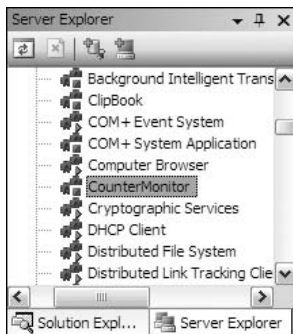 Server Explorer
Background Intelligent Trans
ClipBook
COM+ Event System
COM+ System Application
Computer Browser
CounterMonitor
Cryptographic Services
DHCP Client
Distributed File System
Distributed Link Tracking Clie
Solution Expl... Server Explorer